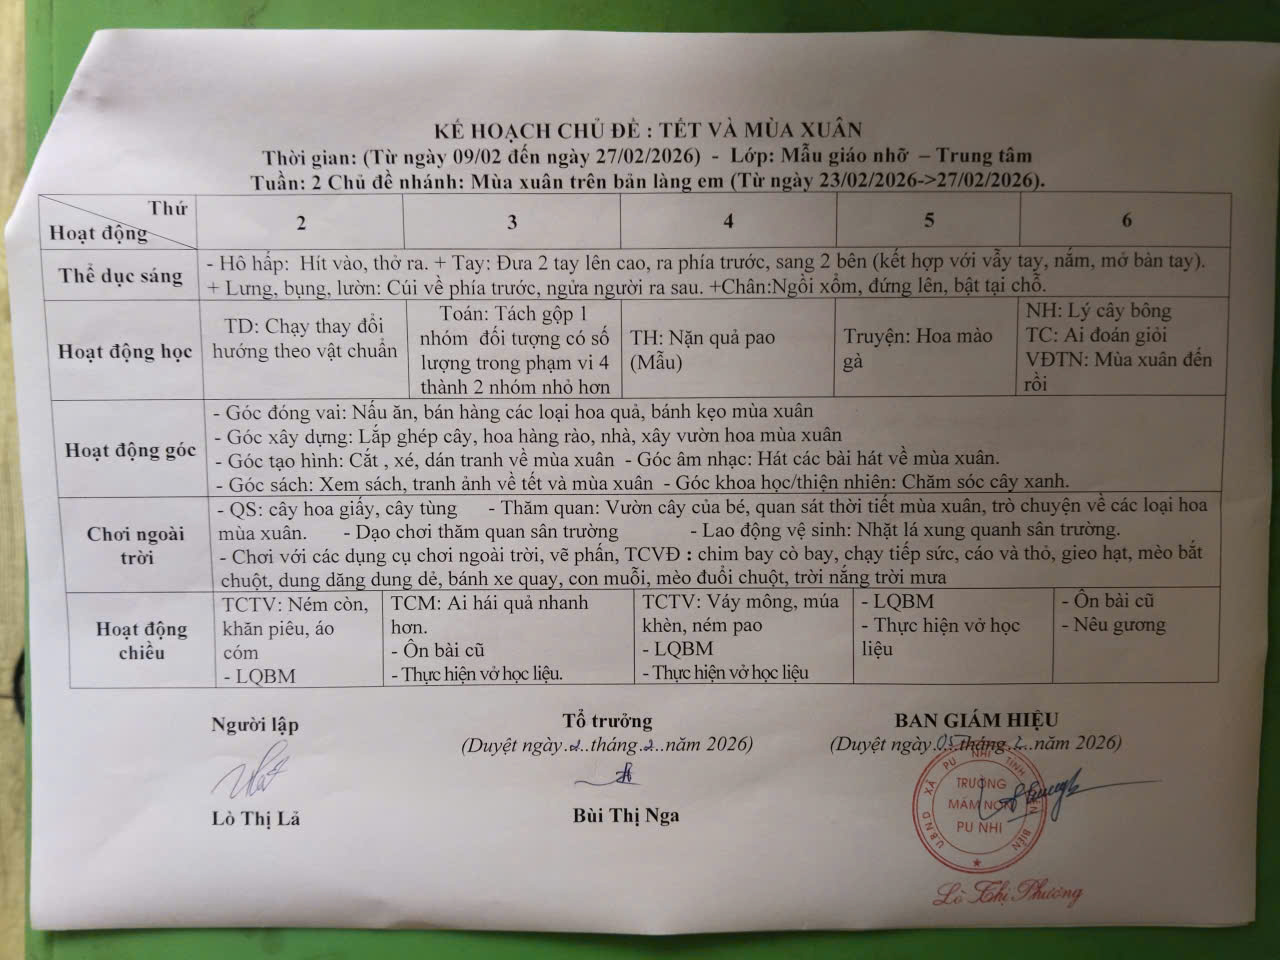 KẾ HOẠCH CHỦ ĐỀ : TẾT VÀ MÙA XUÂN
Thời gian: (Từ ngày 09/02 đến ngày 27/02/2026) - Lớp: Mẫu giáo nhỡ – Trung tâm
Tuần: 2 Chủ đề nhánh: Mùa xuân trên bản làng em (Từ ngày 23/02/2026->27/02/2026).
Thứ
Hoạt động
2
3
4
5
6
Thể dục sáng
- Hô hấp: Hít vào, thở ra. + Tay: Đưa 2 tay lên cao, ra phía trước, sang 2 bên (kết hợp với vẫy tay, nắm, mở bàn tay).
+ Lưng, bụng, lườn: Cúi về phía trước, ngửa người ra sau. +Chân:Ngồi xổm, đứng lên, bật tại chỗ.
Hoạt động học
TD: Chạy thay đổi
hướng theo vật chuẩn
Toán: Tách gộp 1
nhóm đối tượng có số
lượng trong phạm vi 4
thành 2 nhóm nhỏ hơn
TH: Nặn quả pao
(Mẫu)
Truyện: Hoa mào
gà
NH: Lý cây bông
TC: Ai đoán giỏi
VĐTN: Mùa xuân đến
rồi
Hoạt động góc
- Góc đóng vai: Nấu ăn, bán hàng các loại hoa quả, bánh kẹo mùa xuân
- Góc xây dựng: Lắp ghép cây, hoa hàng rào, nhà, xây vườn hoa mùa xuân
- Góc tạo hình: Cắt , xé, dán tranh về mùa xuân - Góc âm nhạc: Hát các bài hát về mùa xuân.
- Góc sách: Xem sách, tranh ảnh về tết và mùa xuân - Góc khoa học/thiện nhiên: Chăm sóc cây xanh.
Chơi ngoài
trời
- QS: cây hoa giấy, cây tùng - Thăm quan: Vườn cây của bé, quan sát thời tiết mùa xuân, trò chuyện về các loại hoa
mùa xuân. - Dạo chơi thăm quan sân trường - Lao động vệ sinh: Nhặt lá xung quanh sân trường.
- Chơi với các dụng cụ chơi ngoài trời, vẽ phấn, TCVĐ : chim bay cò bay, chạy tiếp sức, cáo và thỏ, gieo hạt, mèo bắt
chuột, dung dăng dung dẻ, bánh xe quay, con muỗi, mèo đuổi chuột, trời nắng trời mưa
Hoạt động
chiều
TCTV: Ném còn,
khăn piêu, áo
cóm
- LQBM
TCM: Ai hái quả nhanh
hơn.
- Ôn bài cũ
- Thực hiện vở học liệu.
TCTV: Váy mông, múa
khèn, ném pao
- LQBM
- Thực hiện vở học liệu
- LQBM
- Thực hiện vở học
liệu
- Ôn bài cũ
- Nêu gương
Người lập
Lò Thị Lả
Tổ trưởng
(Duyệt ngày.2..tháng.2..năm 2026)
Bùi Thị Nga
BAN GIÁM HIỆU
(Duyệt ngày.05.tháng.2..năm 2026)
U.B.N.D XÃ PU NHI TỈNH ĐIỆN BIÊN
TRƯỜNG
MẦM NON
PU NHI
Lò Thị Phương